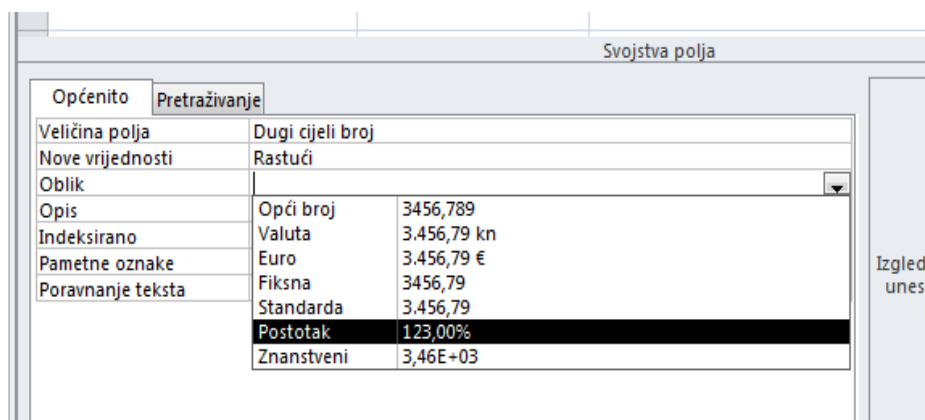 Svojstva polja
Općenito Pretraživanje
Veličina polja Dugi cijeli broj
Nove vrijednosti Rastući
Oblik
Opis
Indeksirano
Pametne oznake
Poravnanje teksta
Opći broj 3456,789
Valuta 3.456,79 kn
Euro 3.456,79 €
Fiksna 3456,79
Standarda 3.456,79
Postotak 123,00%
Znanstveni 3,46E+03
Izgled
unes